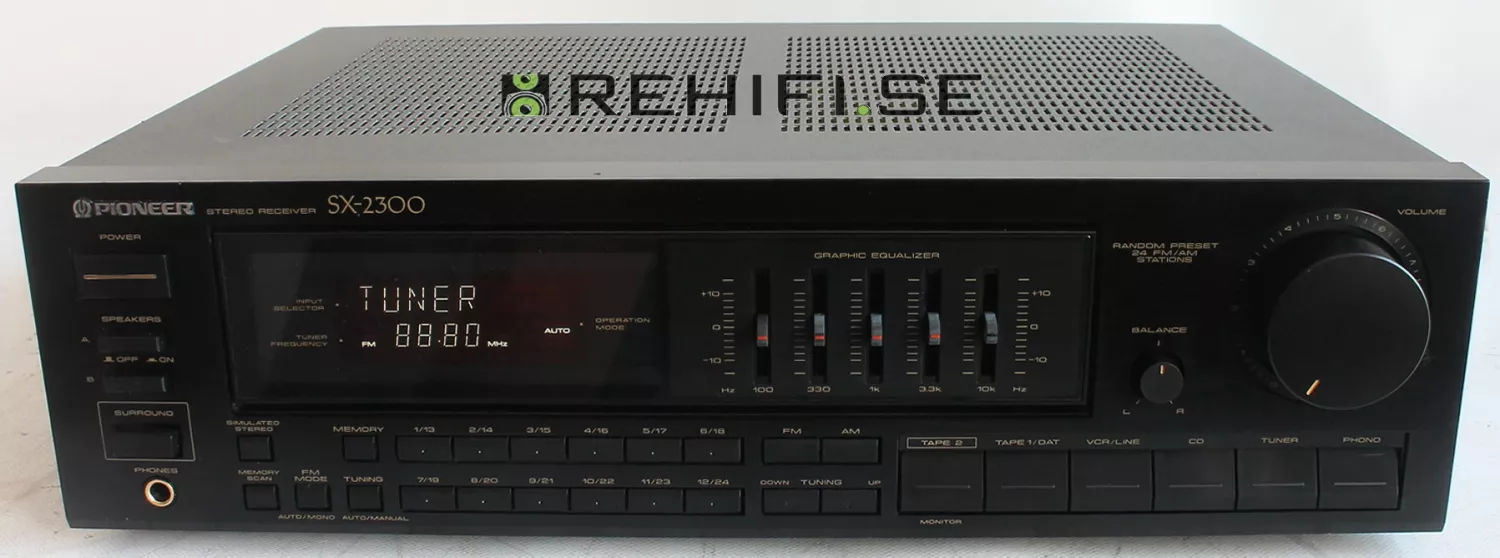 REHIFI.SE
PIONEER STEREO RECEIVER SX-2300
POWER
SPEAKERS
A
OFF ON
B
SURROUND
PHONES
INPUT
SELECTOR
TUNER
TUNER
FREQUENCY
FM 88.80 MHz
AUTO
OPERATION
MODE
GRAPHIC EQUALIZER
+10 +10
0 0
-10 -10
Hz 100 330 1k 3.3k 10k Hz
RANDOM PRESET
24 FM/AM
STATIONS
BALANCE
L R
VOLUME
3 4 5 6 7
SIMULATED
STEREO
MEMORY 1/13 2/14 3/15 4/16 5/17 6/18 FM AM
MEMORY
SCAN
FM
MODE
TUNING 7/19 8/20 9/21 10/22 11/23 12/24 DOWN TUNING UP
AUTO/MONO AUTO/MANUAL
TAPE 2 TAPE 1/DAT VCR/LINE CD TUNER PHONO
MONITOR